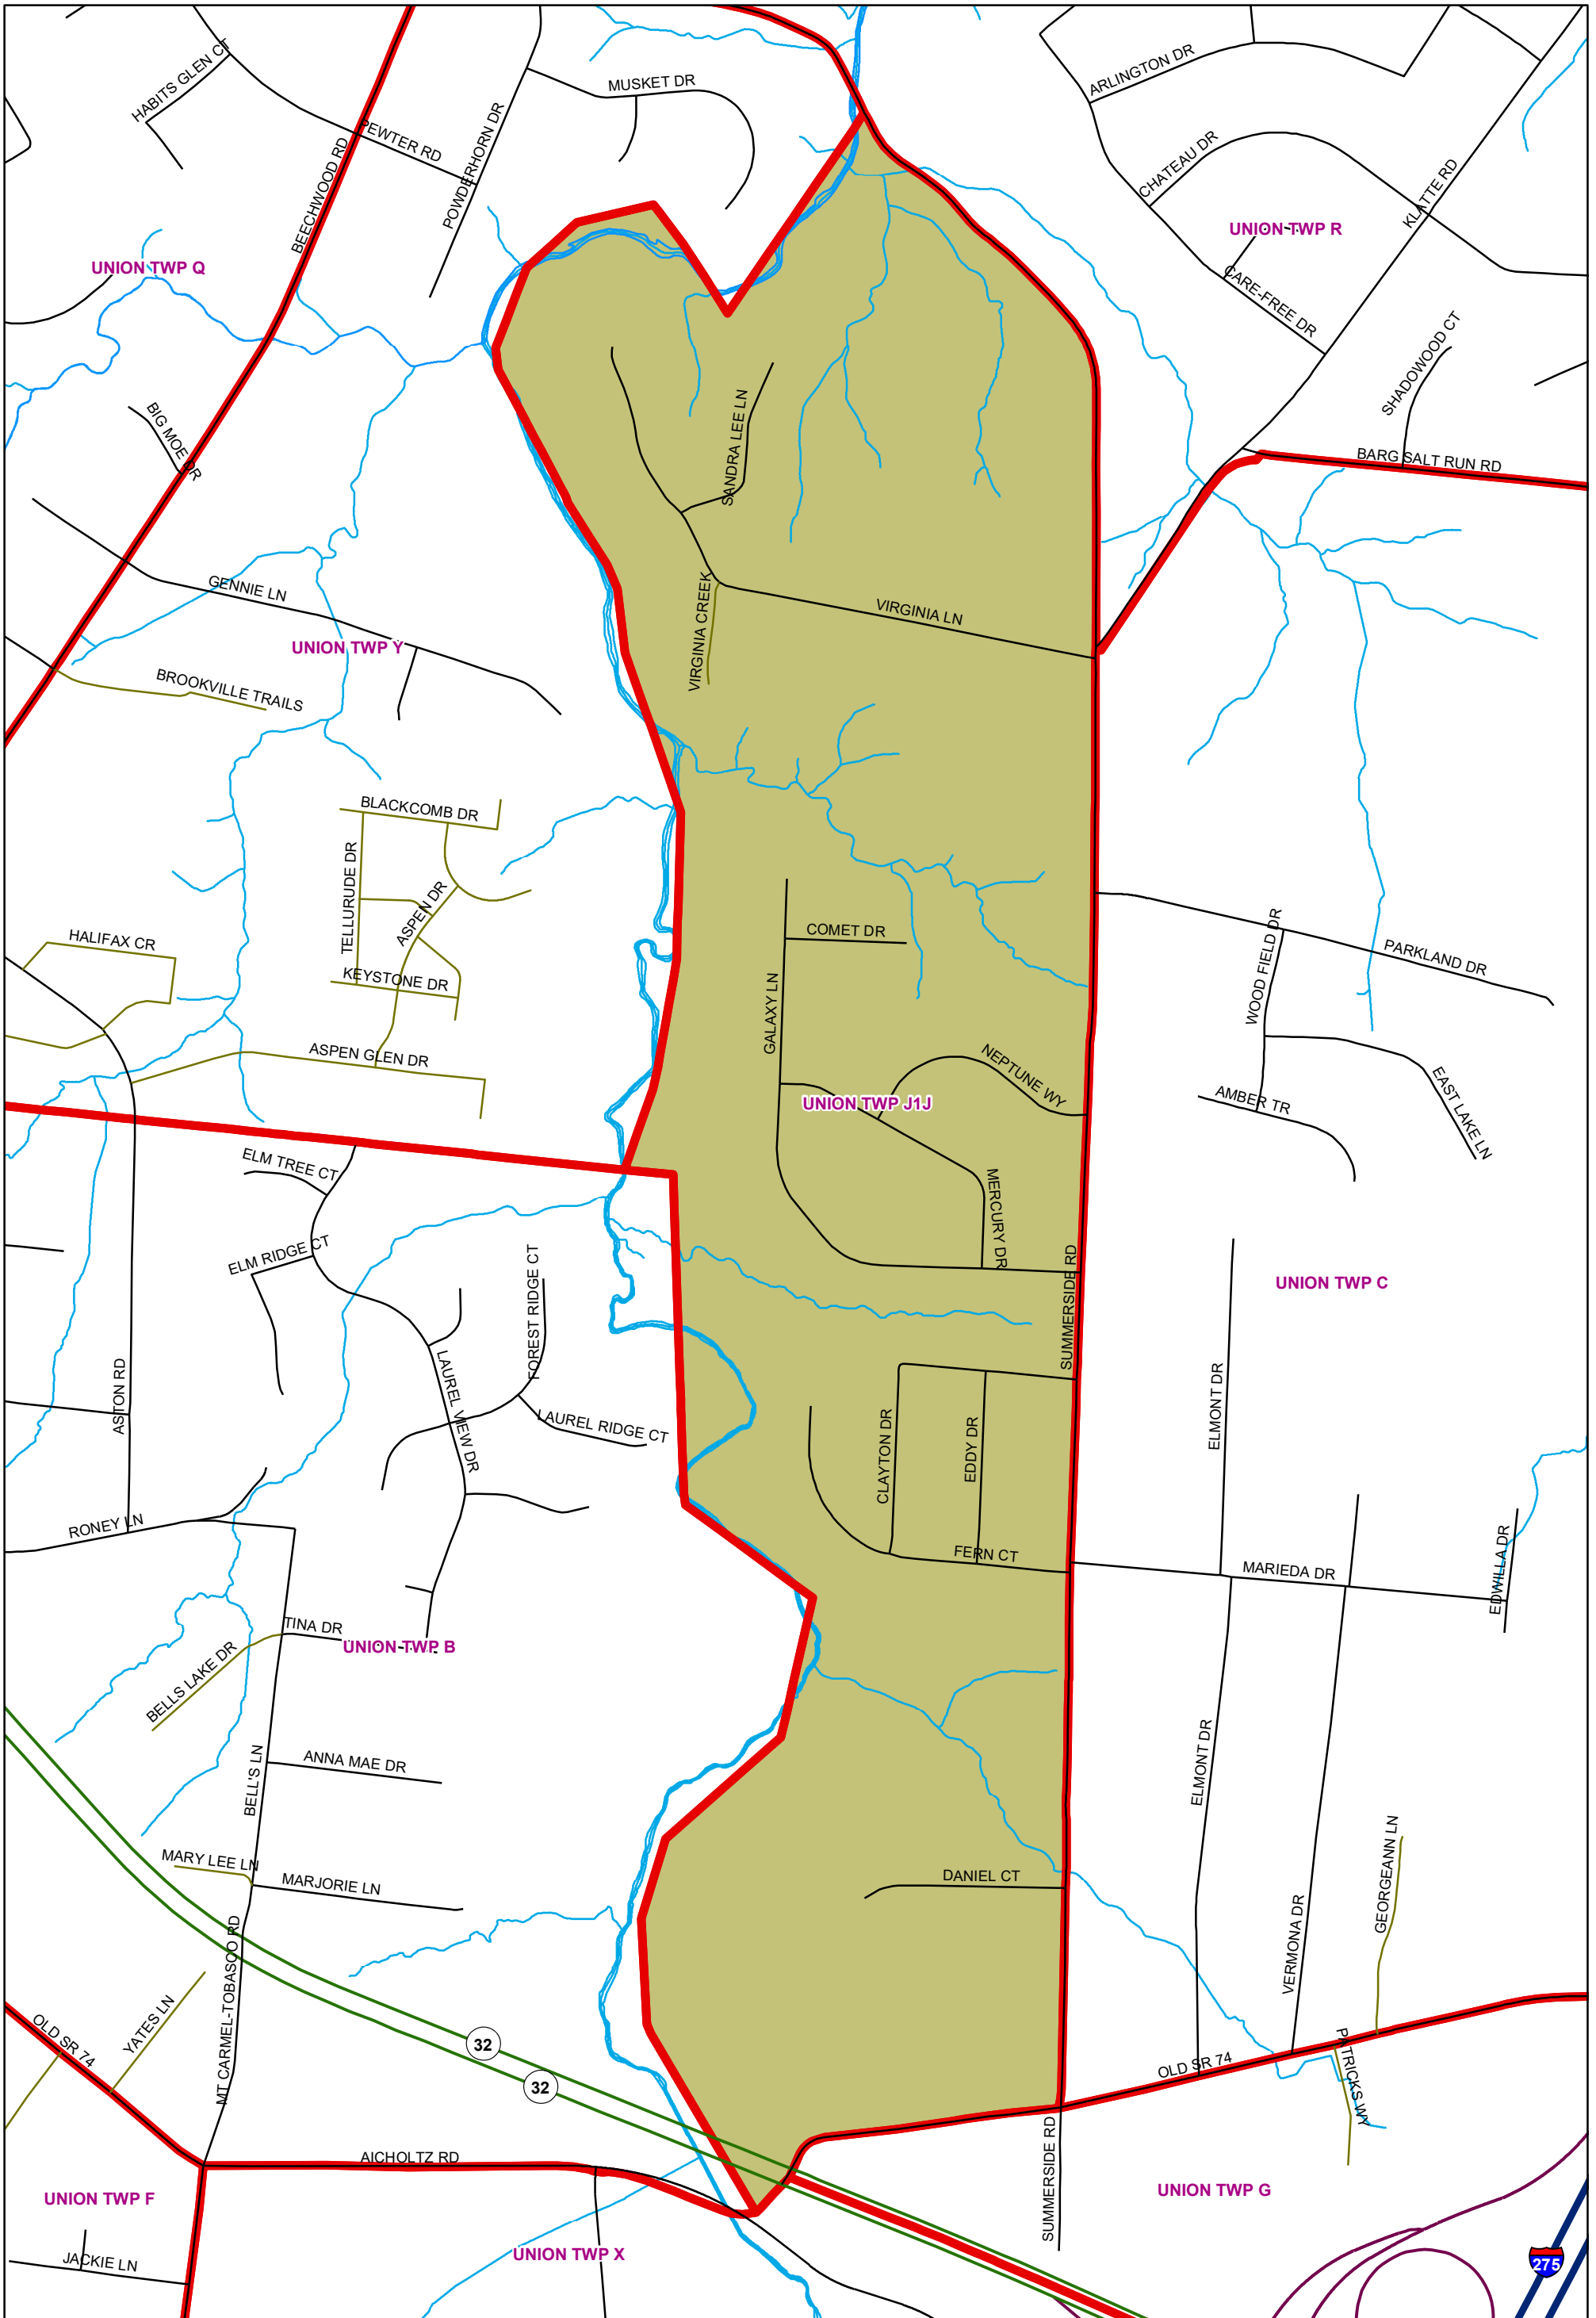 HABITS GLEN CT
MUSKET DR
ARLINGTON DR
PEWTER RD
POWDERHORN DR
BEECHWOOD RD
CHATEAU DR
KLATTE RD
UNION TWP R
UNION TWP Q
CARE-FREE DR
SHADOWOOD CT
BIG MOE DR
SANDRA LEE LN
BARG SALT RUN RD
GENNIE LN
VIRGINIA LN
VIRGINIA CREEK
UNION TWP Y
BROOKVILLE TRAILS
BLACKCOMB DR
TELLURUDE DR
ASPEN DR
HALIFAX CR
KEYSTONE DR
COMET DR
WOOD FIELD DR
PARKLAND DR
GALAXY LN
ASPEN GLEN DR
NEPTUNE WY
UNION TWP J1J
AMBER TR
EAST LAKE LN
ELM TREE CT
MERCURY DR
ELM RIDGE CT
FOREST RIDGE CT
SUMMERSIDE RD
UNION TWP C
ASTON RD
LAUREL VIEW DR
LAUREL RIDGE CT
CLAYTON DR
EDDY DR
ELMONT DR
RONEY LN
FERN CT
MARIEDA DR
EDWILLA DR
TINA DR
UNION TWP B
BELLS LAKE DR
BELL'S LN
ANNA MAE DR
ELMONT DR
MARY LEE LN
MARJORIE LN
DANIEL CT
GEORGEANN LN
VERMONA DR
MT CARMEL-TOBASCO RD
OLD SR 74
YATES LN
32
32
OLD SR 74
PATRICKS WY
AICHOLTZ RD
SUMMERSIDE RD
UNION TWP F
UNION TWP G
JACKIE LN
UNION TWP X
275